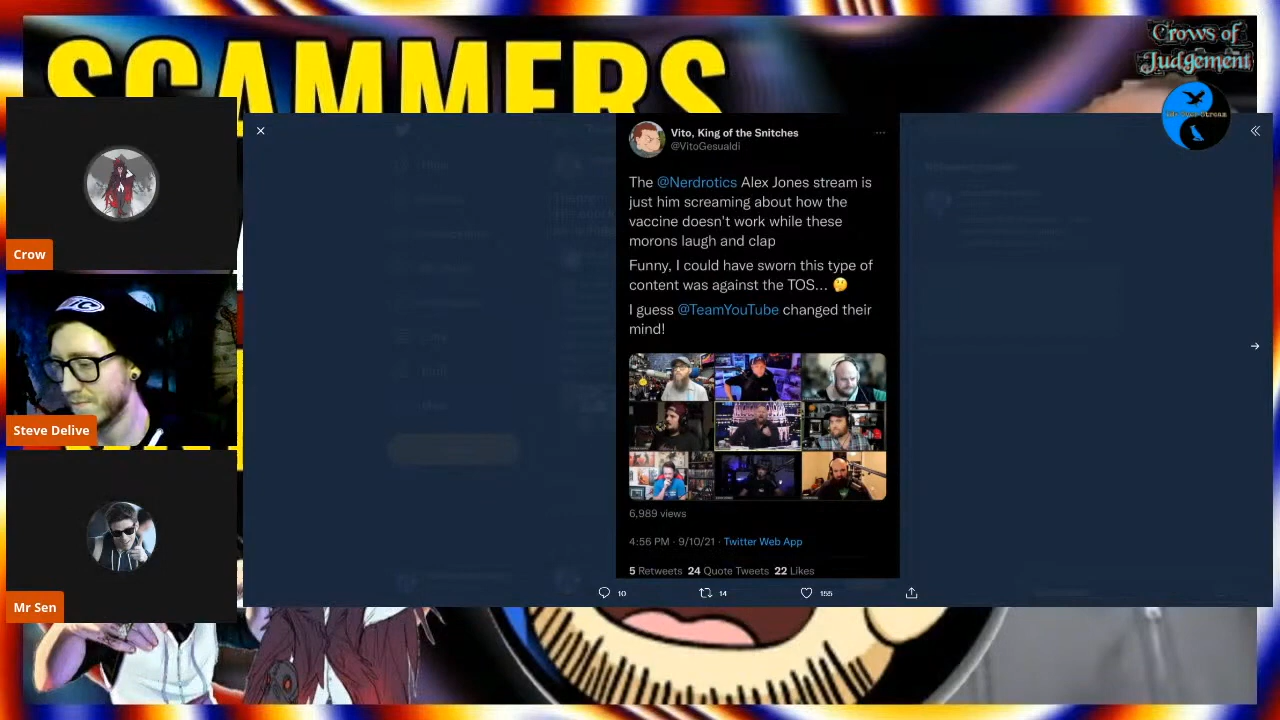 SCAMMERS
Crows of
Judgement
Vito, King of the Snitches
@VitoGesualdi
The @Nerdrotics Alex Jones stream is
just him screaming about how the
vaccine doesn't work while these
morons laugh and clap
Funny, I could have sworn this type of
content was against the TOS... 🤔
I guess @TeamYouTube changed their
mind!
6,989 views
4:56 PM · 9/10/21 · Twitter Web App
5 Retweets 24 Quote Tweets 22 Likes
10 14 155
Crow
Steve Delive
Mr Sen